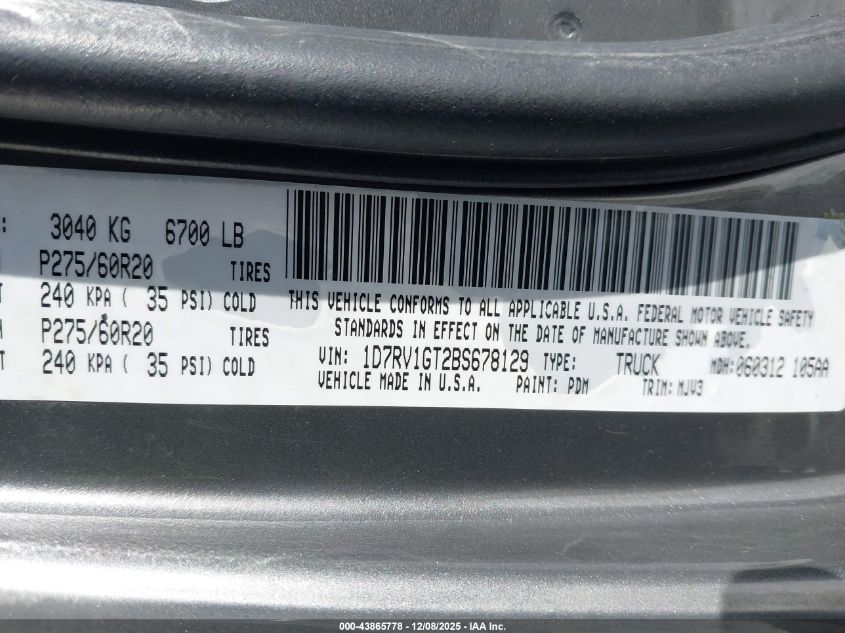 : 3040 KG 6700 LB
P275/60R20 TIRES
T 240 KPA ( 35 PSI) COLD
P275/60R20 TIRES
T 240 KPA ( 35 PSI) COLD
THIS VEHICLE CONFORMS TO ALL APPLICABLE U.S.A. FEDERAL MOTOR VEHICLE SAFETY
STANDARDS IN EFFECT ON THE DATE OF MANUFACTURE SHOWN ABOVE.
VIN: 1D7RV1GT2BS678129 TYPE: TRUCK MDH: 060312 105AA
VEHICLE MADE IN U.S.A. PAINT: PDM TRIM: MJV3
000-43865778 - 12/08/2025 - IAA Inc.